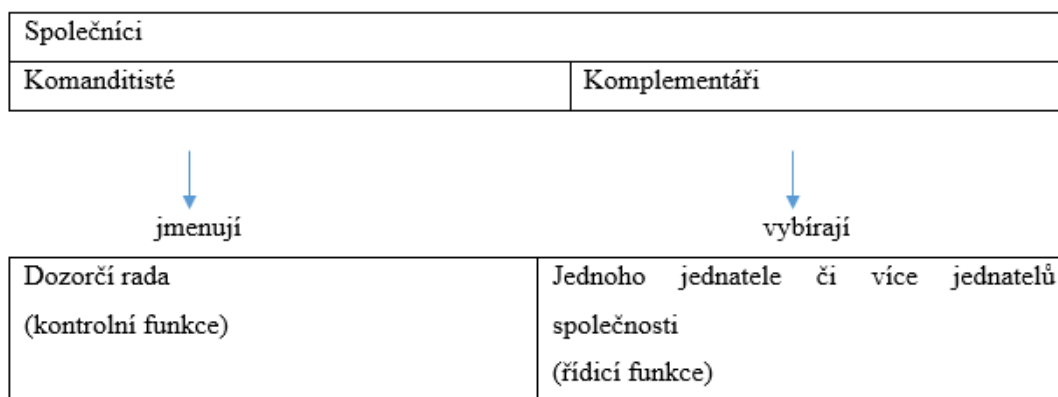 Společníci
Komanditisté
Komplementáři
jmenují
vybírají
Dozorčí rada
(kontrolní funkce)
Jednoho jednatele či více jednatelů
společnosti
(řídicí funkce)